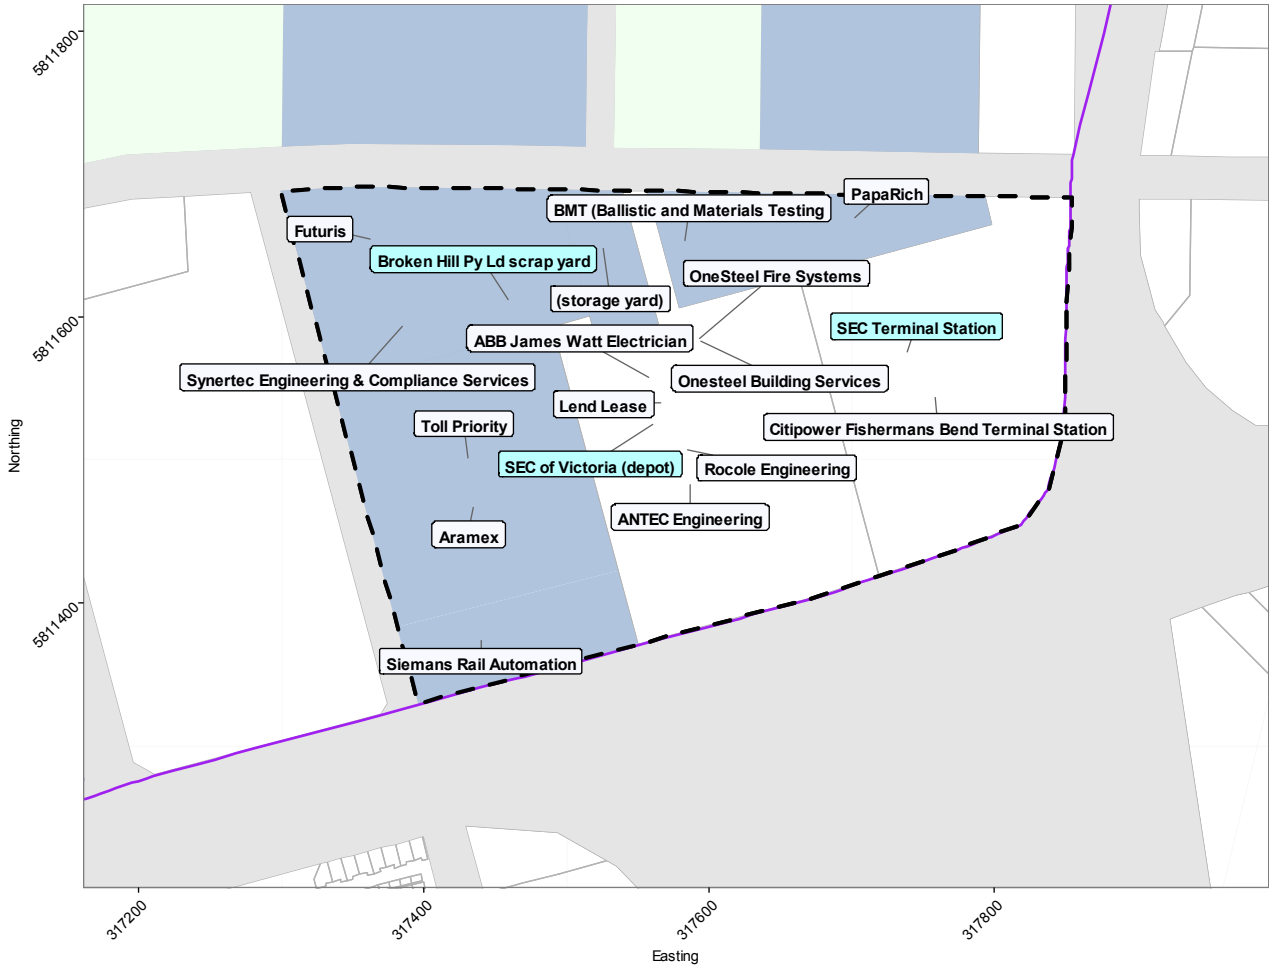 5811800
PapaRich
BMT (Ballistic and Materials Testing
Futuris
Broken Hill Py Ld scrap yard
OneSteel Fire Systems
(storage yard)
5811600
SEC Terminal Station
ABB James Watt Electrician
Synertec Engineering & Compliance Services
Onesteel Building Services
Lend Lease
Toll Priority
Citipower Fishermans Bend Terminal Station
Northing
SEC of Victoria (depot)
Rocole Engineering
ANTEC Engineering
Aramex
5811400
Siemans Rail Automation
317200
317400
317600
317800
Easting